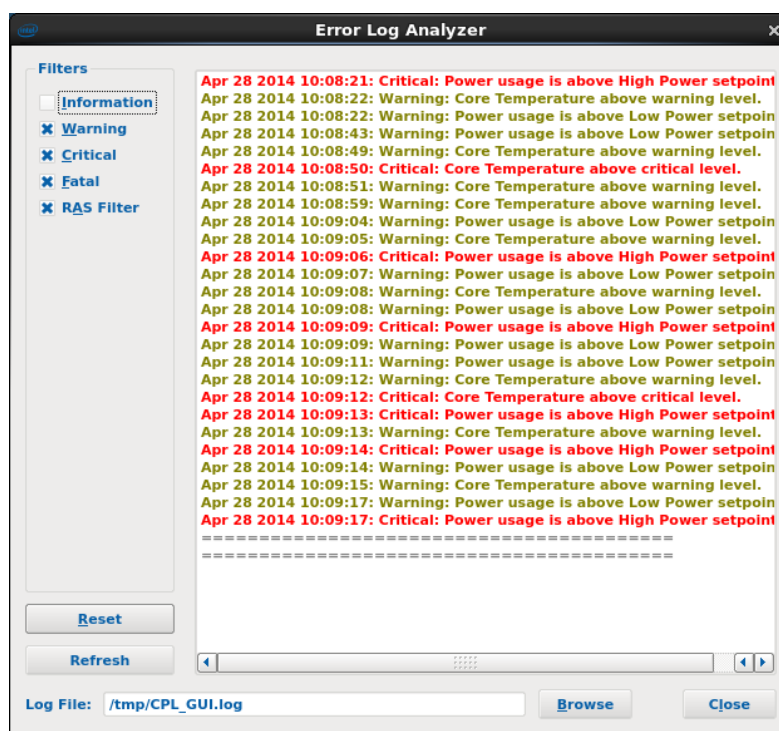 Error Log Analyzer
Filters
Information
Warning
Critical
Fatal
RAS Filter
Apr 28 2014 10:08:21: Critical: Power usage is above High Power setpoint
Apr 28 2014 10:08:22: Warning: Core Temperature above warning level.
Apr 28 2014 10:08:22: Warning: Power usage is above Low Power setpoin
Apr 28 2014 10:08:43: Warning: Power usage is above Low Power setpoin
Apr 28 2014 10:08:49: Warning: Core Temperature above warning level.
Apr 28 2014 10:08:50: Critical: Core Temperature above critical level.
Apr 28 2014 10:08:51: Warning: Core Temperature above warning level.
Apr 28 2014 10:08:59: Warning: Core Temperature above warning level.
Apr 28 2014 10:09:04: Warning: Power usage is above Low Power setpoin
Apr 28 2014 10:09:05: Warning: Core Temperature above warning level.
Apr 28 2014 10:09:06: Critical: Power usage is above High Power setpoint
Apr 28 2014 10:09:07: Warning: Power usage is above Low Power setpoin
Apr 28 2014 10:09:08: Warning: Core Temperature above warning level.
Apr 28 2014 10:09:08: Warning: Power usage is above Low Power setpoin
Apr 28 2014 10:09:09: Critical: Power usage is above High Power setpoint
Apr 28 2014 10:09:09: Warning: Power usage is above Low Power setpoin
Apr 28 2014 10:09:11: Warning: Power usage is above Low Power setpoin
Apr 28 2014 10:09:12: Warning: Core Temperature above warning level.
Apr 28 2014 10:09:12: Critical: Core Temperature above critical level.
Apr 28 2014 10:09:13: Critical: Power usage is above High Power setpoint
Apr 28 2014 10:09:13: Warning: Core Temperature above warning level.
Apr 28 2014 10:09:14: Critical: Power usage is above High Power setpoint
Apr 28 2014 10:09:14: Warning: Power usage is above Low Power setpoin
Apr 28 2014 10:09:15: Warning: Core Temperature above warning level.
Apr 28 2014 10:09:17: Warning: Power usage is above Low Power setpoin
Apr 28 2014 10:09:17: Critical: Power usage is above High Power setpoint
=========================================
=========================================
Reset
Refresh
Log File: /tmp/CPL_GUI.log
Browse
Close